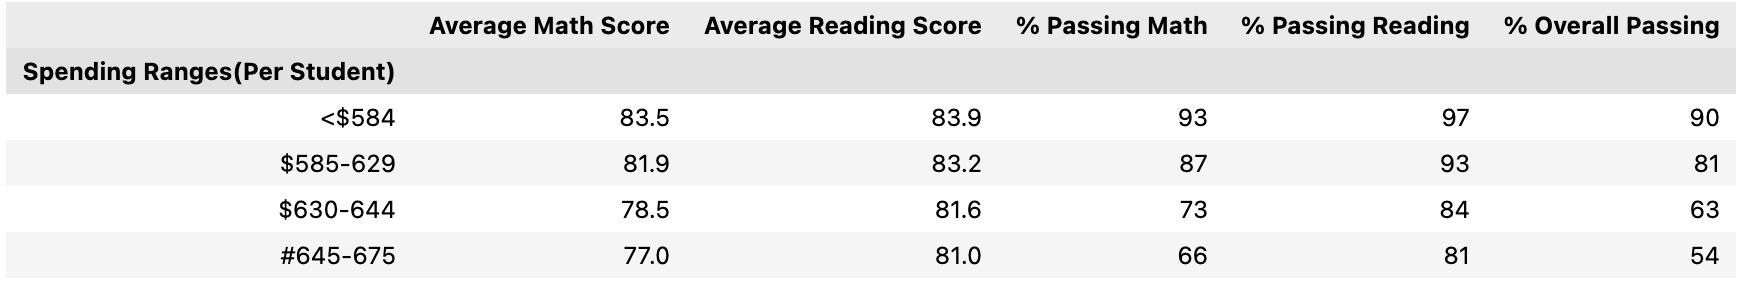 Average Math Score Average Reading Score % Passing Math % Passing Reading % Overall Passing
Spending Ranges(Per Student)
<$584 83.5 83.9 93 97 90
$585-629 81.9 83.2 87 93 81
$630-644 78.5 81.6 73 84 63
#645-675 77.0 81.0 66 81 54